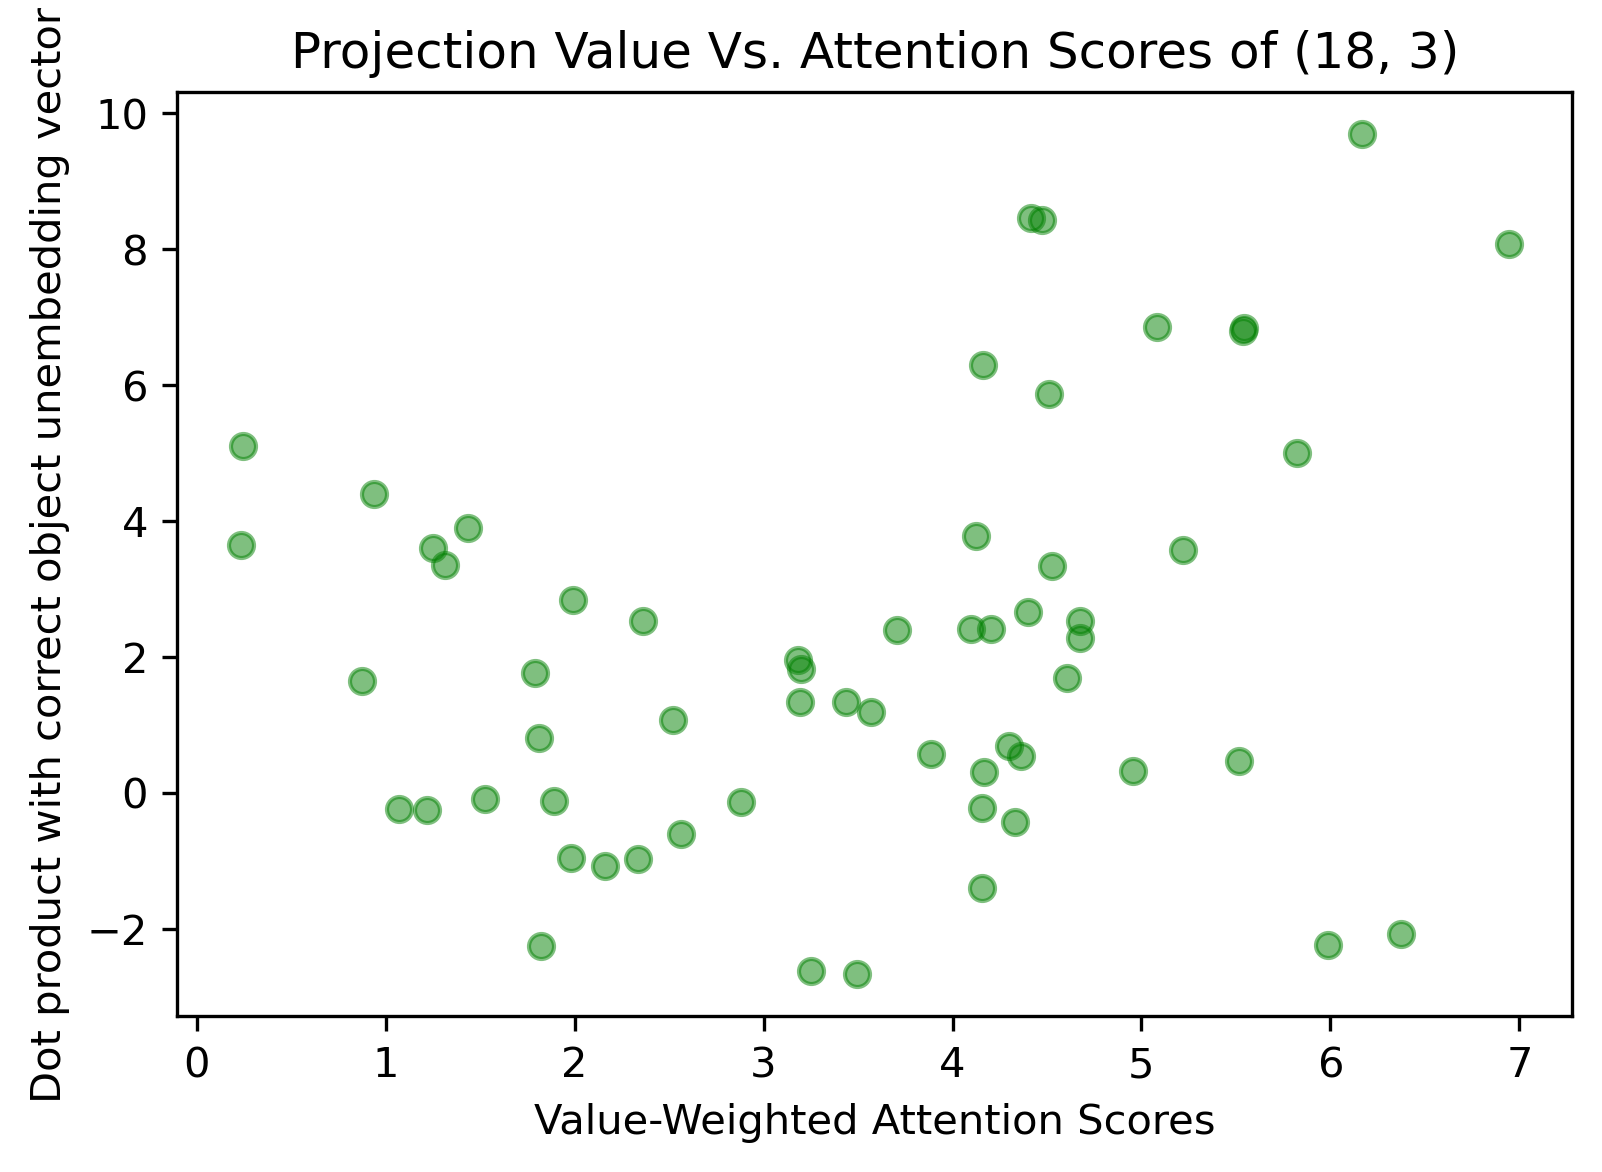 Projection Value Vs. Attention Scores of (18, 3)
Dot product with correct object unembedding vector
10
8
6
4
2
0
−2
0 1 2 3 4 5 6 7
Value-Weighted Attention Scores